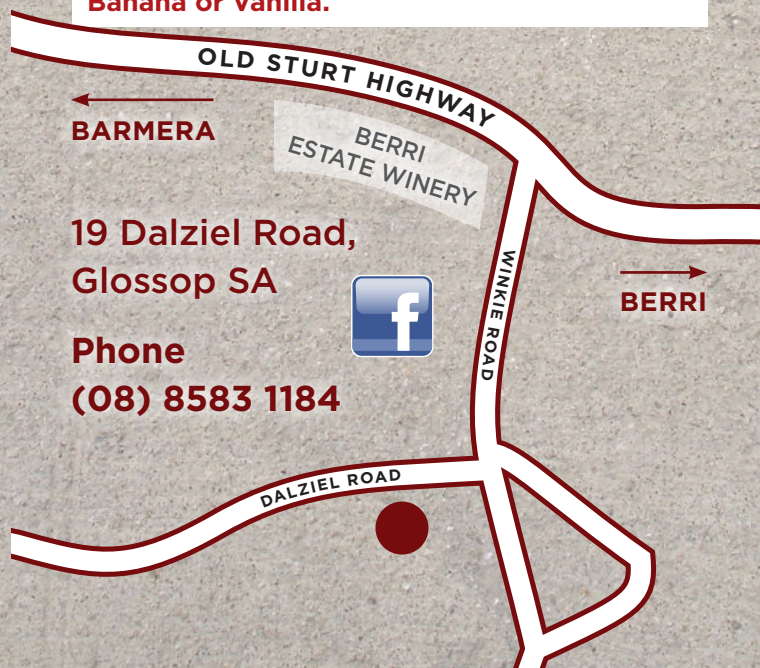 Banana or Vanilla.
OLD STURT HIGHWAY
BARMERA
BERRI
ESTATE WINERY
19 Dalziel Road,
Glossop SA
WINKIE ROAD
BERRI
Phone
(08) 8583 1184
DALZIEL ROAD